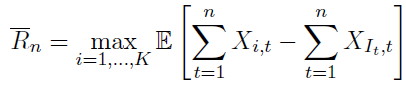 $$\overline{R}_n = \max_{i=1,\ldots,K} \mathbb{E}\left[\sum_{t=1}^{n} X_{i,t} - \sum_{t=1}^{n} X_{I_t,t}\right]$$